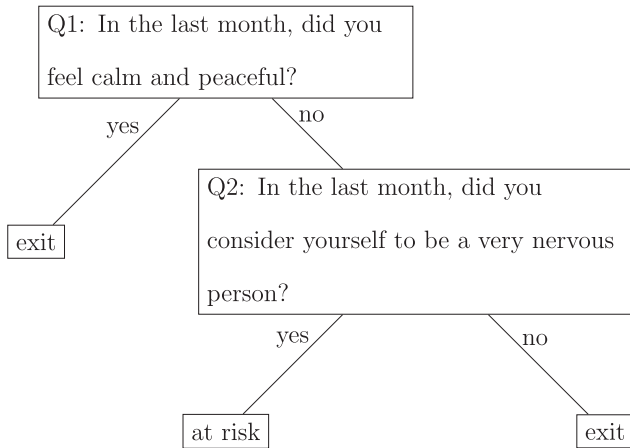 Q1: In the last month, did you
feel calm and peaceful?
yes
no
exit
Q2: In the last month, did you
consider yourself to be a very nervous
person?
yes
no
at risk
exit